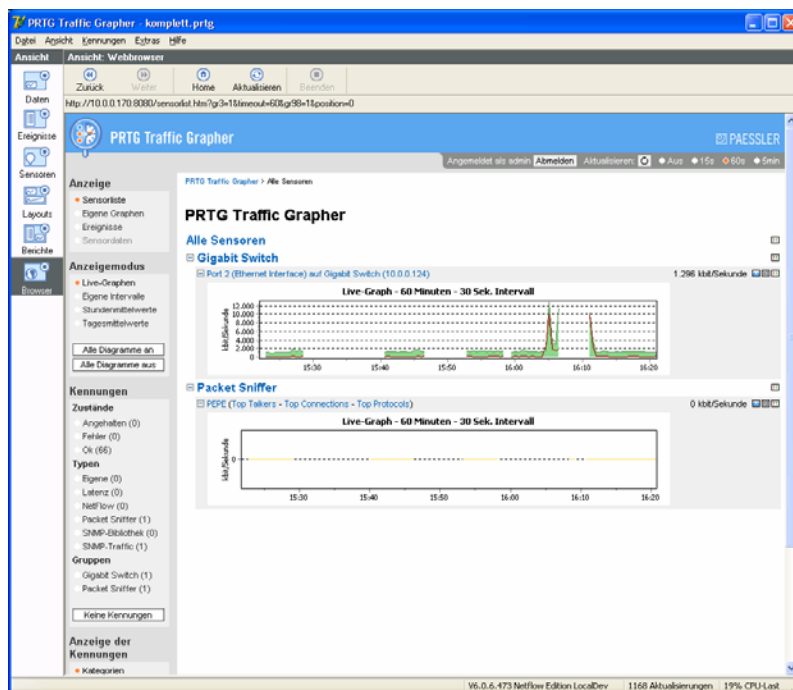 PRTG Traffic Grapher - komplett.prtg
Datei Ansicht Kennungen Extras Hilfe
Ansicht
Ansicht: Webbrowser
Zurück Weiter Home Aktualisieren Beenden
http://10.0.0.170:8080/sensorlist.htm?gr3=1&timeout=60&gr98=1&position=0
Daten
Ereignisse
Sensoren
Layouts
Berichte
Browser
PRTG Traffic Grapher
PAESSLER
Angemeldet als admin Abmelden Aktualisieren: Aus 15s 60s 5min
Anzeige
Sensorliste
Eigene Graphen
Ereignisse
Sensordaten
Anzeigemodus
Live-Graphen
Eigene Intervalle
Stundenmittelwerte
Tagesmittelwerte
Alle Diagramme an
Alle Diagramme aus
Kennungen
Zustände
Angehalten (0)
Fehler (0)
Ok (66)
Typen
Eigene (0)
Latenz (0)
NetFlow (0)
Packet Sniffer (1)
SNMP-Bibliothek (0)
SNMP-Traffic (1)
Gruppen
Gigabit Switch (1)
Packet Sniffer (1)
Keine Kennungen
Anzeige der
Kennungen
Kategorien
PRTG Traffic Grapher > Alle Sensoren
PRTG Traffic Grapher
Alle Sensoren
Gigabit Switch
Port 2 (Ethernet Interface) auf Gigabit Switch (10.0.0.124) 1.296 kbit/Sekunde
Live-Graph - 60 Minuten - 30 Sek. Intervall
kbit/Sekunde
12.000
10.000
8.000
6.000
4.000
2.000
0
15:30 15:40 15:50 16:00 16:10 16:20
Packet Sniffer
PEPE (Top Talkers - Top Connections - Top Protocols) 0 kbit/Sekunde
Live-Graph - 60 Minuten - 30 Sek. Intervall
kbit/Sekunde
0
15:30 15:40 15:50 16:00 16:10 16:20
V6.0.6.473 Netflow Edition LocalDev 1168 Aktualisierungen 19% CPU-Last